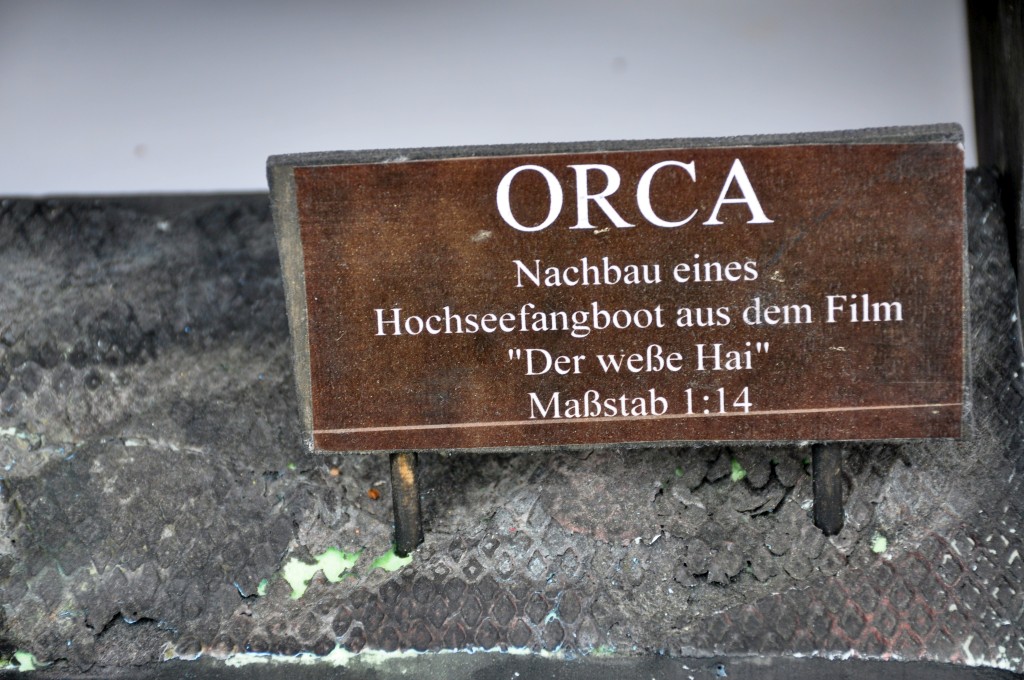 ORCA
Nachbau eines
Hochseefangboot aus dem Film
"Der weße Hai"
Maßstab 1:14